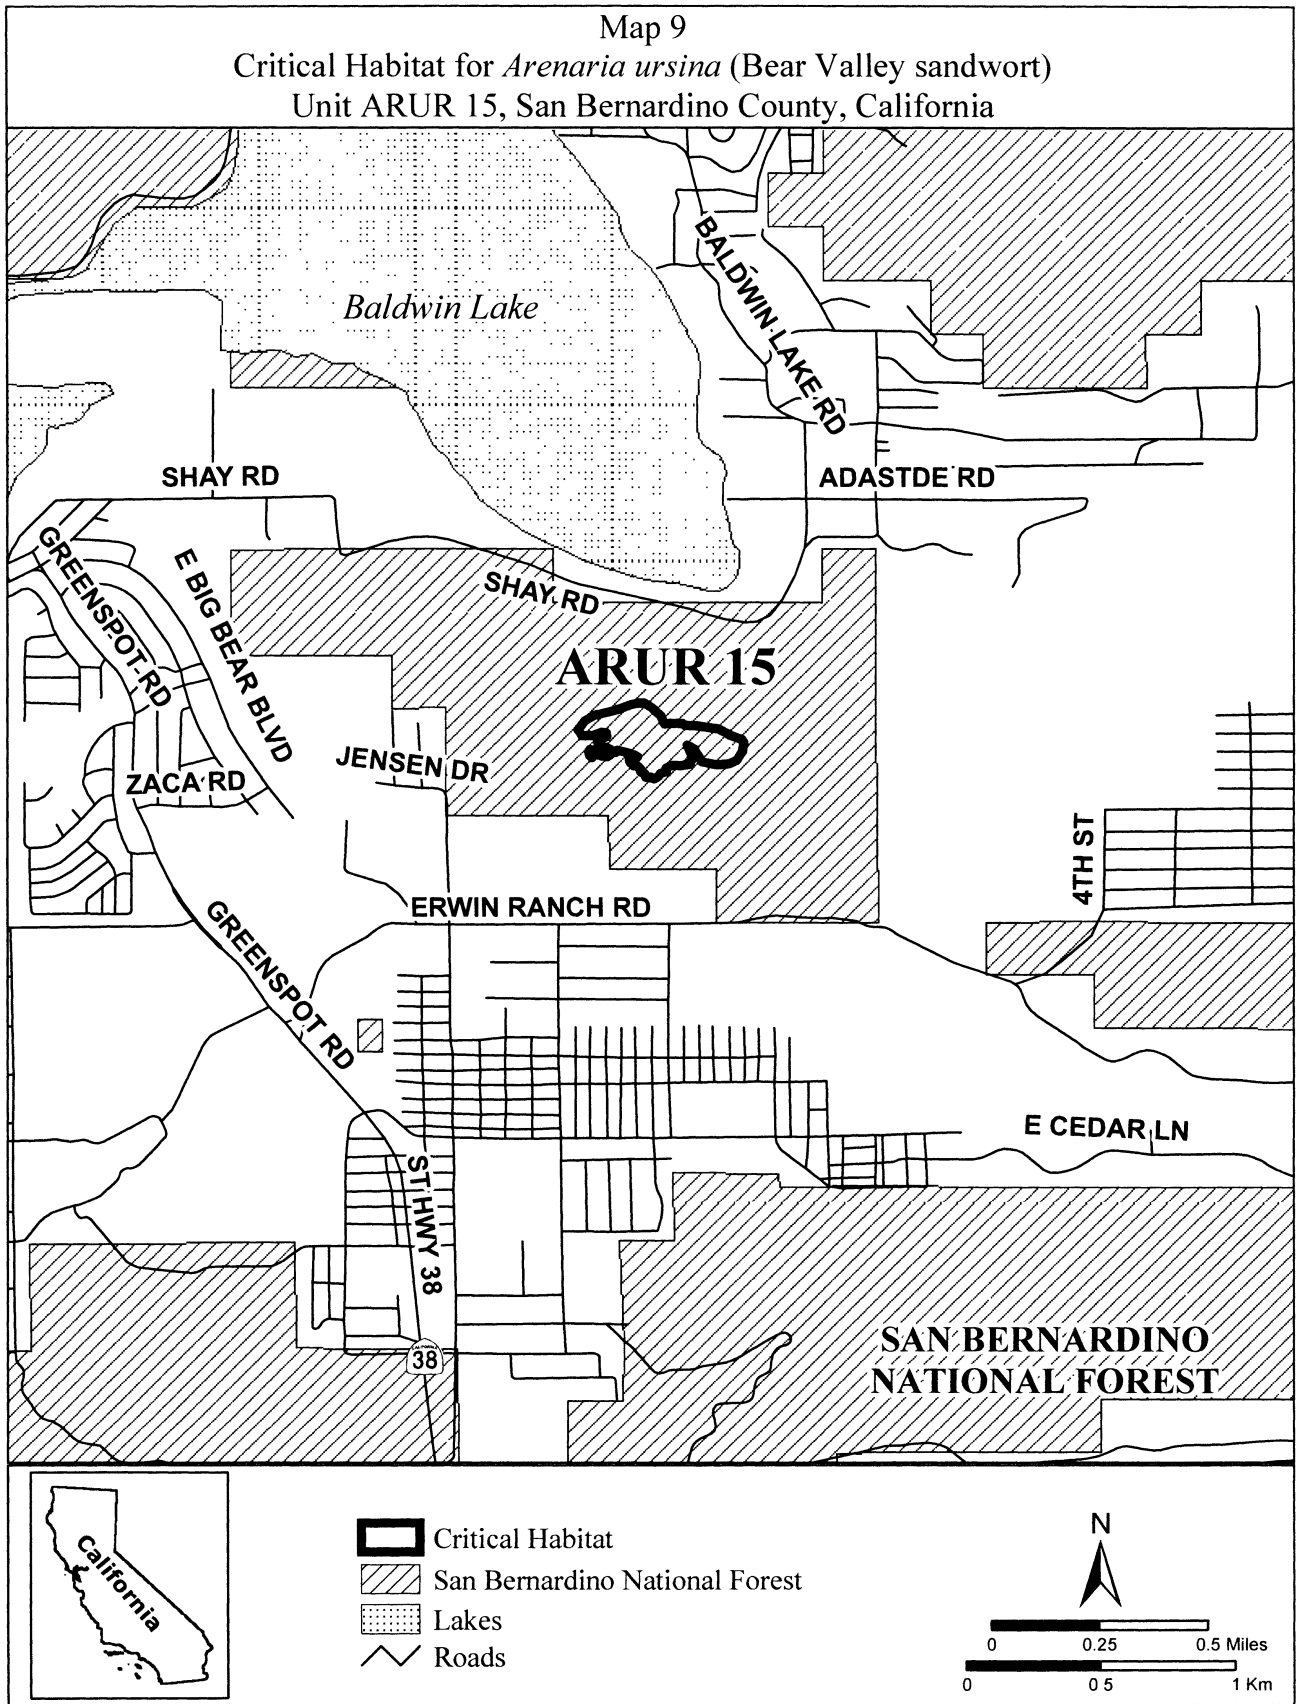 Map 9
Critical Habitat for Arenaria ursina (Bear Valley sandwort)
Unit ARUR 15, San Bernardino County, California
BALDWIN LAKE RD
Baldwin Lake
SHAY RD
ADASTDE RD
GREENSPOT RD
E BIG BEAR BLVD
SHAY RD
ARUR 15
JENSEN DR
ZACA RD
4TH ST
ERWIN RANCH RD
GREENSPOT RD
E CEDAR LN
ST HWY 38
CALIFORNIA
38
SAN BERNARDINO
NATIONAL FOREST
California
Critical Habitat
San Bernardino National Forest
Lakes
Roads
N
0 0.25 0.5 Miles
0 0 5 1 Km